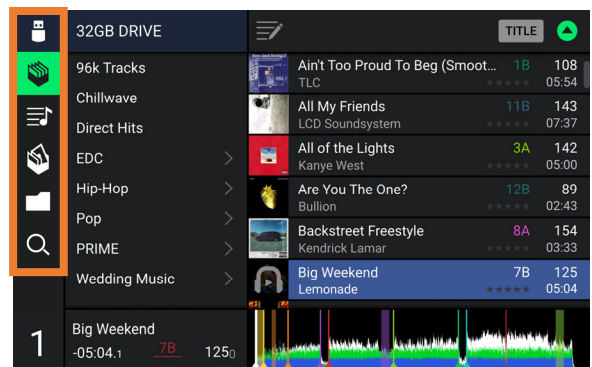 32GB DRIVE
TITLE
96k Tracks
Chillwave
Direct Hits
EDC
Hip-Hop
Pop
PRIME
Wedding Music
Ain't Too Proud To Beg (Smoot... 1B 108
TLC 05:54
All My Friends 11B 143
LCD Soundsystem 07:37
All of the Lights 3A 142
Kanye West 05:00
Are You The One? 12B 89
Bullion 02:43
Backstreet Freestyle 8A 154
Kendrick Lamar 03:33
Big Weekend 7B 125
Lemonade 05:04
1
Big Weekend
-05:04.1 7B 1250